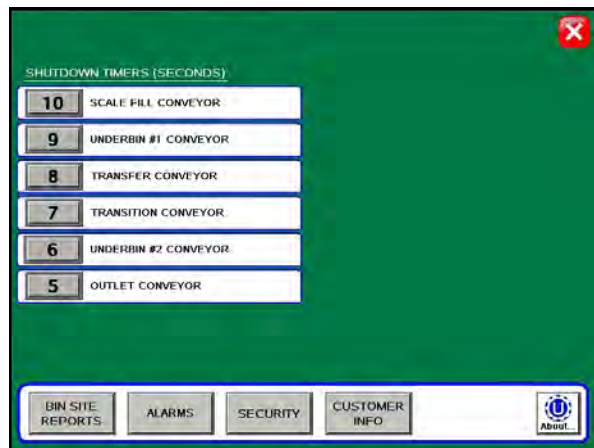 SHUTDOWN TIMERS (SECONDS)
10 SCALE FILL CONVEYOR
9 UNDERBIN #1 CONVEYOR
8 TRANSFER CONVEYOR
7 TRANSITION CONVEYOR
6 UNDERBIN #2 CONVEYOR
5 OUTLET CONVEYOR
BIN SITE
REPORTS
ALARMS
SECURITY
CUSTOMER
INFO
U
About...